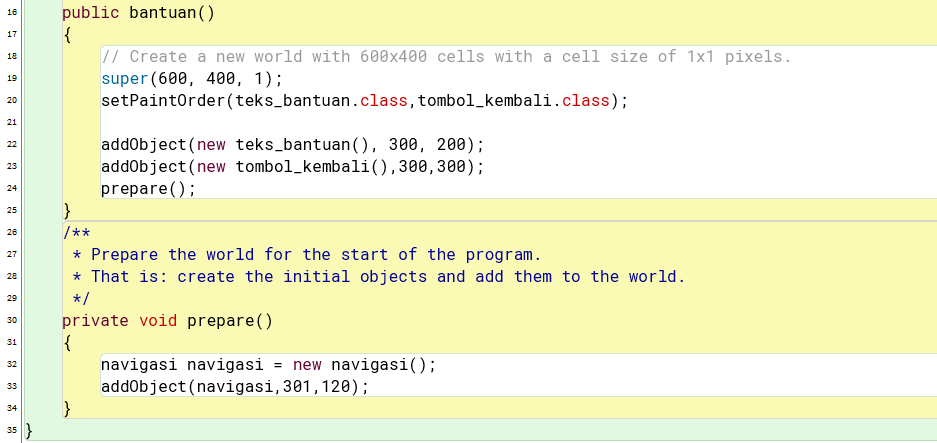 16 public bantuan()
17 {
18 // Create a new world with 600x400 cells with a cell size of 1x1 pixels.
19 super(600, 400, 1);
20 setPaintOrder(teks_bantuan.class,tombol_kembali.class);
21
22 addObject(new teks_bantuan(), 300, 200);
23 addObject(new tombol_kembali(),300,300);
24 prepare();
25 }
26 /**
27 * Prepare the world for the start of the program.
28 * That is: create the initial objects and add them to the world.
29 */
30 private void prepare()
31 {
32 navigasi navigasi = new navigasi();
33 addObject(navigasi,301,120);
34 }
35 }